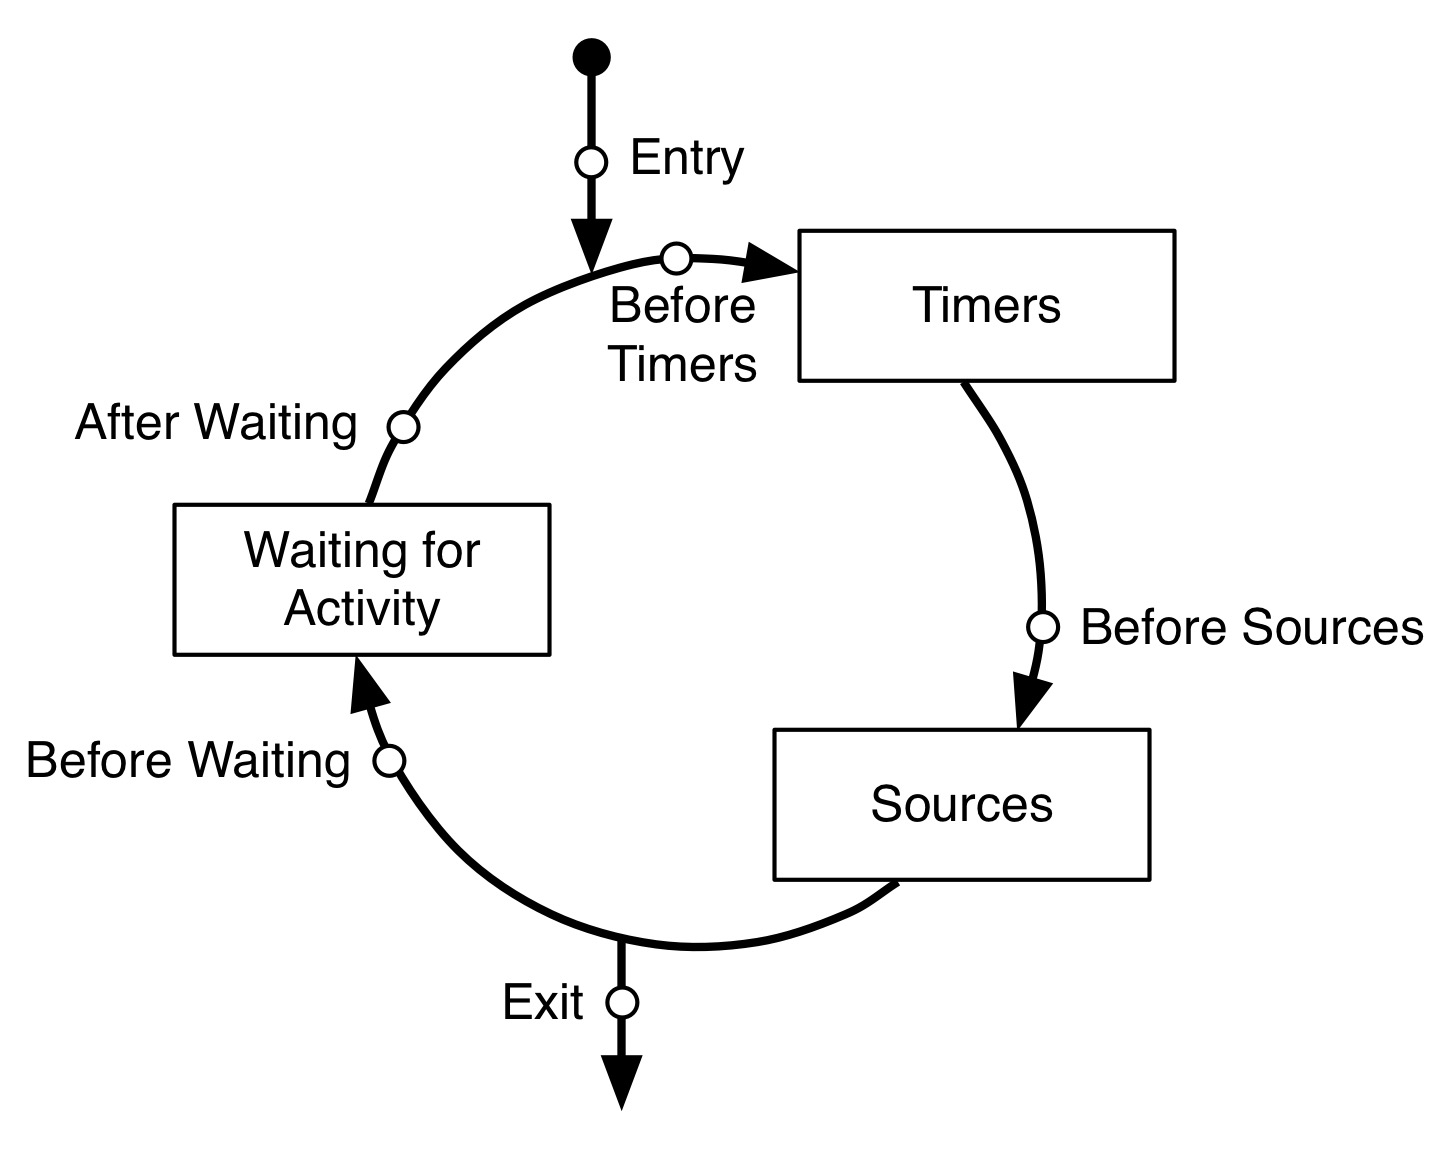 Entry
Before
Timers
Timers
After Waiting
Waiting for
Activity
Before Sources
Before Waiting
Sources
Exit